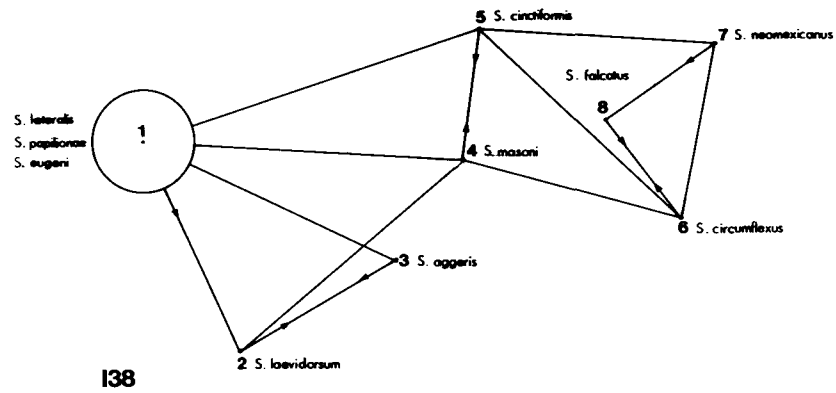 5 S. cinctiformis
7 S. neomexicanus
S. falcatus
8
S. lateralis
1
S. papilionae
S. eugeni
4 S. masoni
6 S. circumflexus
3 S. aggeris
2 S. laevidorsum
138